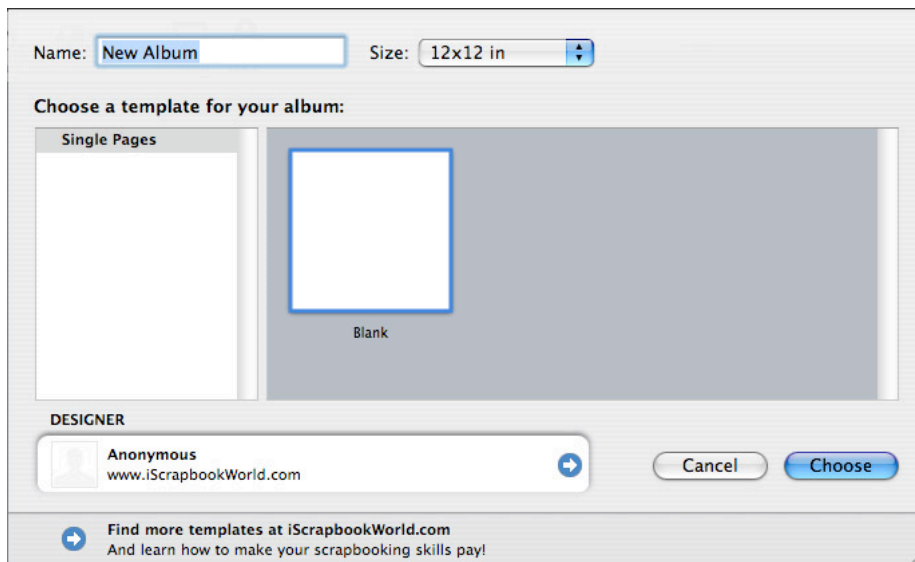 Name: New Album Size: 12x12 in
Choose a template for your album:
Single Pages
Blank
DESIGNER
Anonymous
www.iScrapbookWorld.com
Cancel Choose
Find more templates at iScrapbookWorld.com
And learn how to make your scrapbooking skills pay!